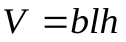 V = blh